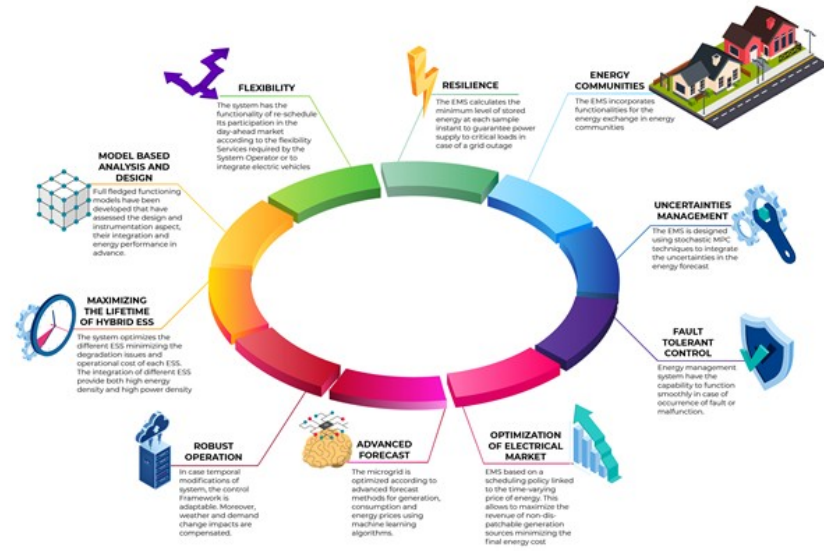 FLEXIBILITY
The system has the
functionality of re-schedule
its participation in the
day-ahead market
according to the flexibility
Services required by the
System Operator or to
integrate electric vehicles
RESILIENCE
The EMS calculates the
minimum level of stored
energy at each sample
instant to guarantee power
supply to critical loads in
case of a grid outage
ENERGY
COMMUNITIES
The EMS incorporates
functionalities for the
energy exchange in energy
communities
MODEL BASED
ANALYSIS AND
DESIGN
Full fledged functioning
models have been
developed that have
assessed the design and
instrumentation aspect,
their integration and
energy performance in
advance.
UNCERTAINTIES
MANAGEMENT
The EMS is designed
using stochastic MPC
techniques to integrate
the uncertainties in the
energy forecast
MAXIMIZING
THE LIFETIME
OF HYBRID ESS
The system optimizes the
different ESS minimizing the
degradation issues and
operational cost of each ESS.
The integration of different ESS
provide both high energy
density and high power density
FAULT
TOLERANT
CONTROL
Energy management
system have the
capability to function
smoothly in case of
occurrence of fault or
malfunction.
ROBUST
OPERATION
In case temporal
modifications of
system, the control
Framework is
adaptable. Moreover,
weather and demand
change impacts are
compensated.
ADVANCED
FORECAST
The microgrid is
optimized according to
advanced forecast
methods for generation,
consumption and
energy prices using
machine learning
algorithms.
OPTIMIZATION
OF ELECTRICAL
MARKET
EMS based on a
scheduling policy linked
to the time-varying
price of energy. This
allows to maximize the
revenue of non-dis-
patchable generation
sources minimizing the
final energy cost